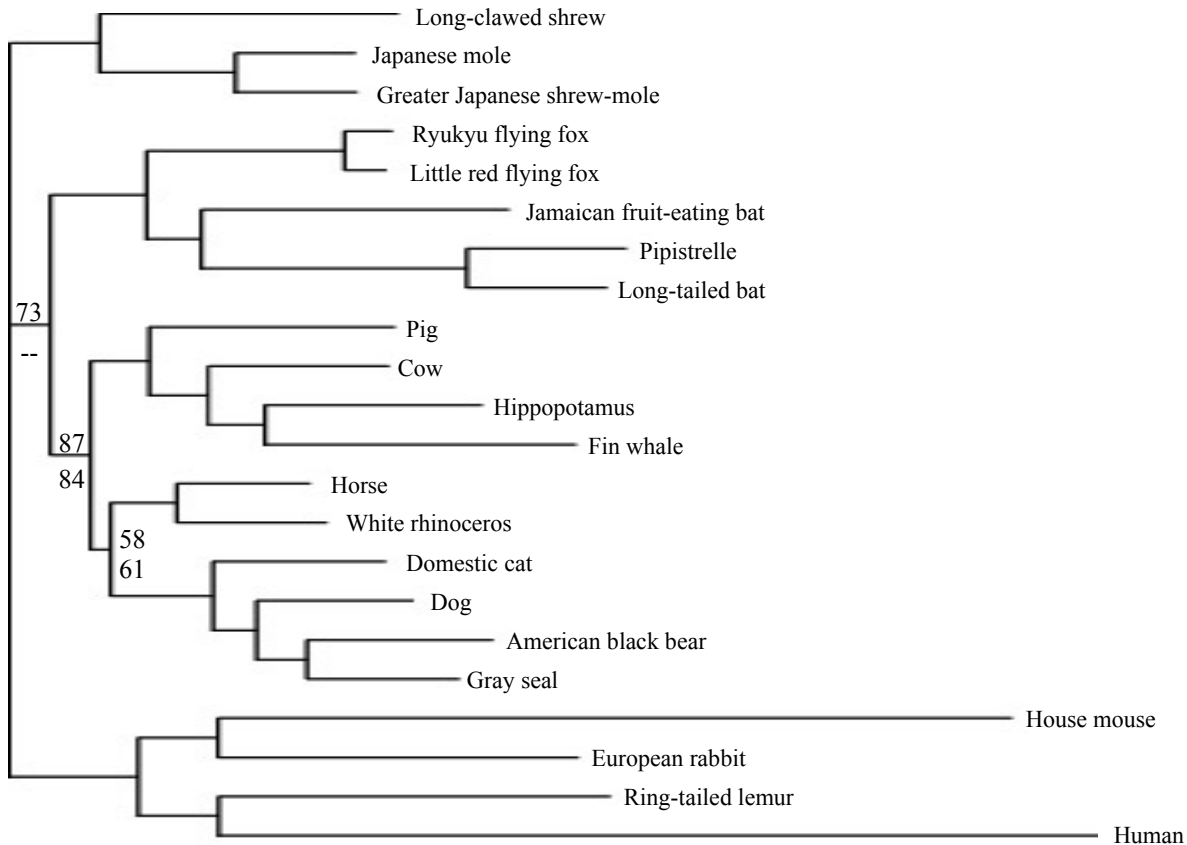 Long-clawed shrew
Japanese mole
Greater Japanese shrew-mole
Ryukyu flying fox
Little red flying fox
Jamaican fruit-eating bat
Pipistrelle
Long-tailed bat
73
--
Pig
Cow
Hippopotamus
Fin whale
87
84
Horse
White rhinoceros
58
61
Domestic cat
Dog
American black bear
Gray seal
House mouse
European rabbit
Ring-tailed lemur
Human